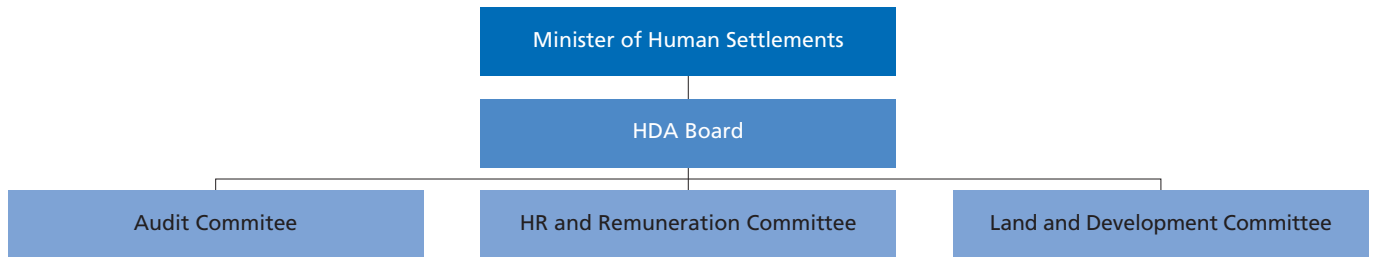 Minister of Human Settlements
HDA Board
Audit Commitee
HR and Remuneration Committee
Land and Development Committee